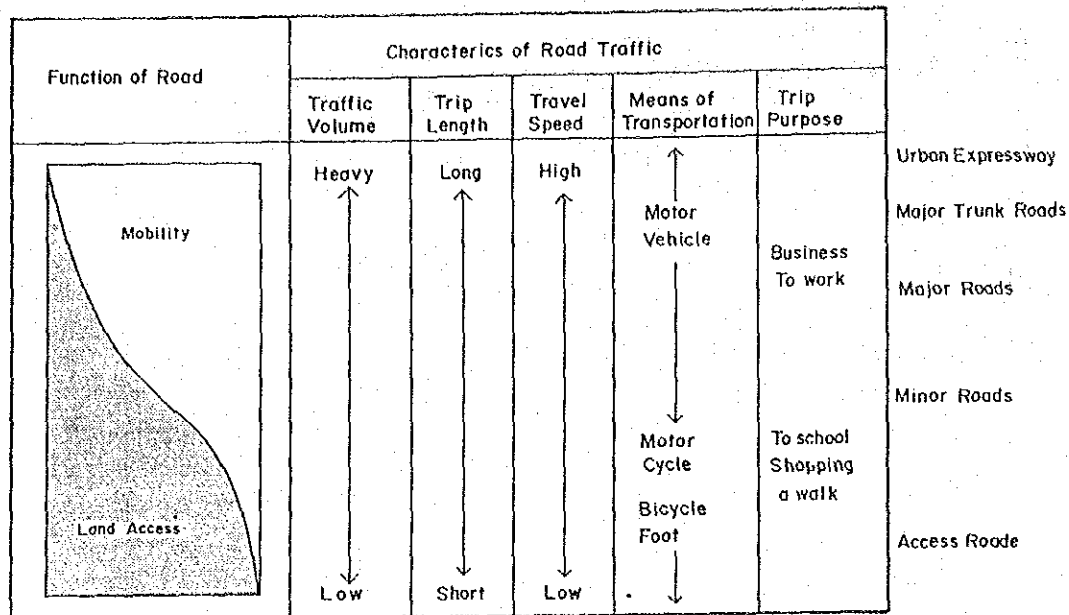 Function of Road
Characterics of Road Traffic
Traffic
Volume
Trip
Length
Travel
Speed
Means of
Transportation
Trip
Purpose
Mobility
Land Access
Heavy
Low
Long
Short
High
Low
Motor
Vehicle
Motor
Cycle
Bicycle
Foot
Business
To work
To school
Shopping
a walk
Urban Expressway
Major Trunk Roads
Major Roads
Minor Roads
Access Roade